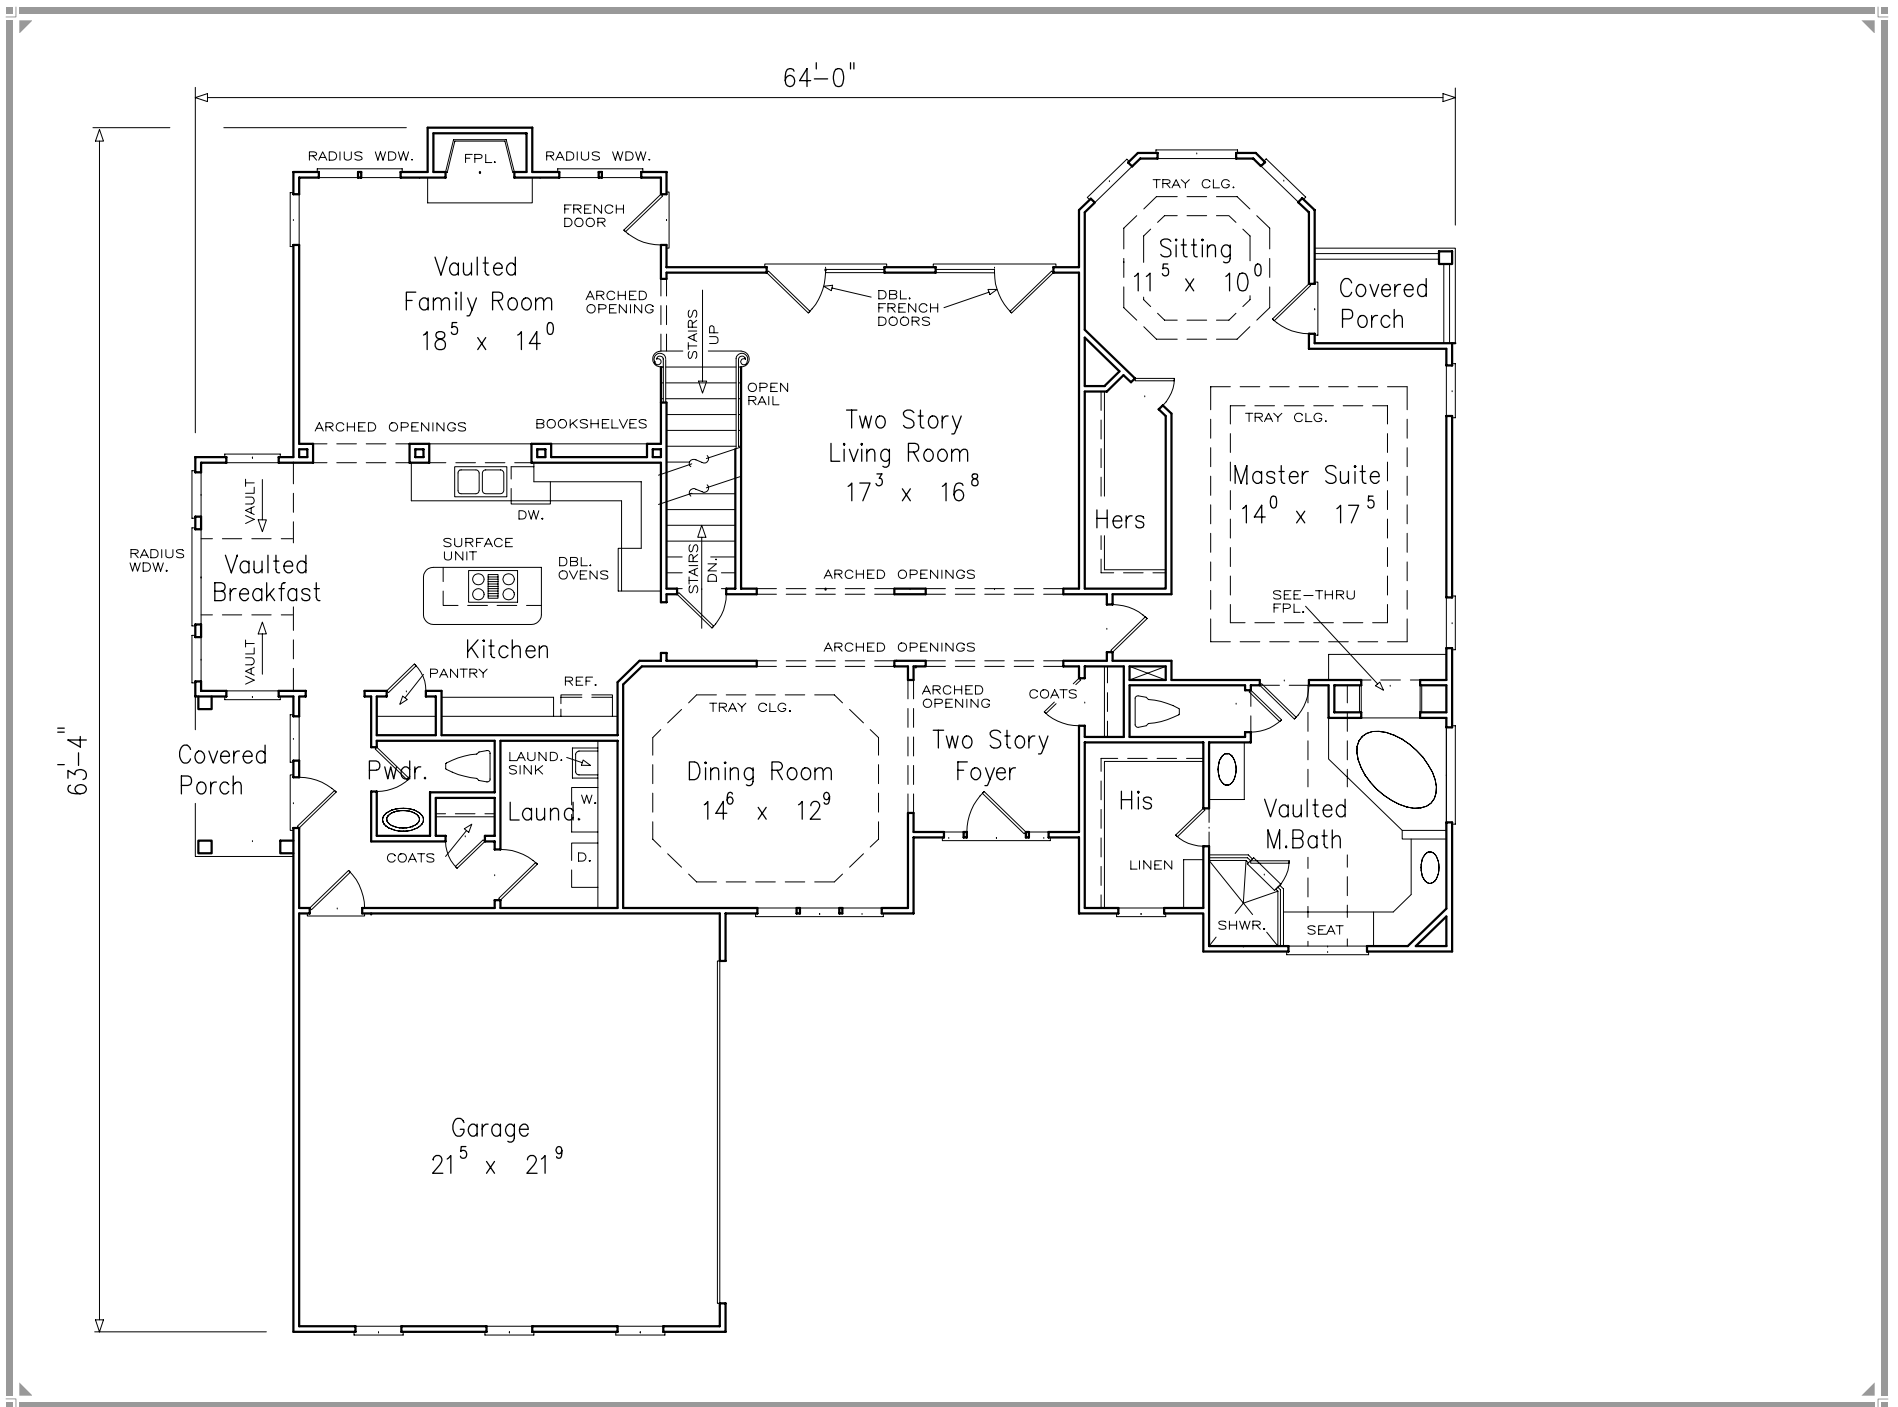 64'-0"
63'-4"
RADIUS WDW.
FPL.
RADIUS WDW.
FRENCH
DOOR
Vaulted
Family Room
18⁵ x 14⁰
ARCHED
OPENING
ARCHED OPENINGS
BOOKSHELVES
STAIRS
UP
OPEN
RAIL
DBL.
FRENCH
DOORS
Two Story
Living Room
17³ x 16⁸
ARCHED OPENINGS
TRAY CLG.
Sitting
11⁵ x 10⁰
Covered
Porch
TRAY CLG.
Master Suite
14⁰ x 17⁵
Hers
SEE-THRU
FPL.
VAULT
RADIUS
WDW.
Vaulted
Breakfast
VAULT
DW.
SURFACE
UNIT
DBL.
OVENS
Kitchen
STAIRS
DN.
ARCHED OPENINGS
PANTRY
REF.
Covered
Porch
Pwdr.
LAUND.
SINK
W.
Laund.
D.
COATS
TRAY CLG.
Dining Room
14⁶ x 12⁹
ARCHED
OPENING
COATS
Two Story
Foyer
His
LINEN
Vaulted
M.Bath
SHWR.
SEAT
Garage
21⁵ x 21⁹